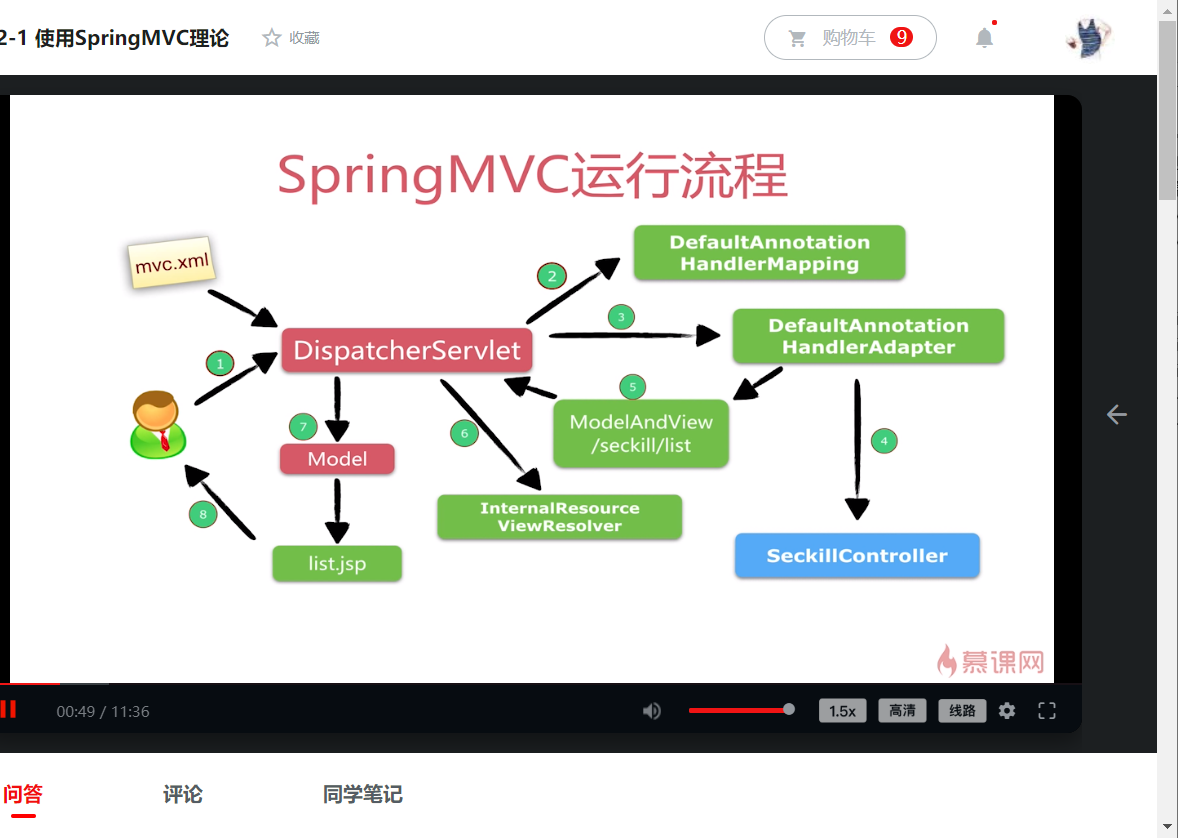 2-1 使用SpringMVC理论
收藏
购物车
9
SpringMVC运行流程
mvc.xml
2
DefaultAnnotation
HandlerMapping
3
DefaultAnnotation
HandlerAdapter
1
DispatcherServlet
5
ModelAndView
/seckill/list
7
6
4
Model
8
InternalResource
ViewResolver
list.jsp
SeckillController
慕课网
00:49 / 11:36
1.5x
高清
线路
问答
评论
同学笔记